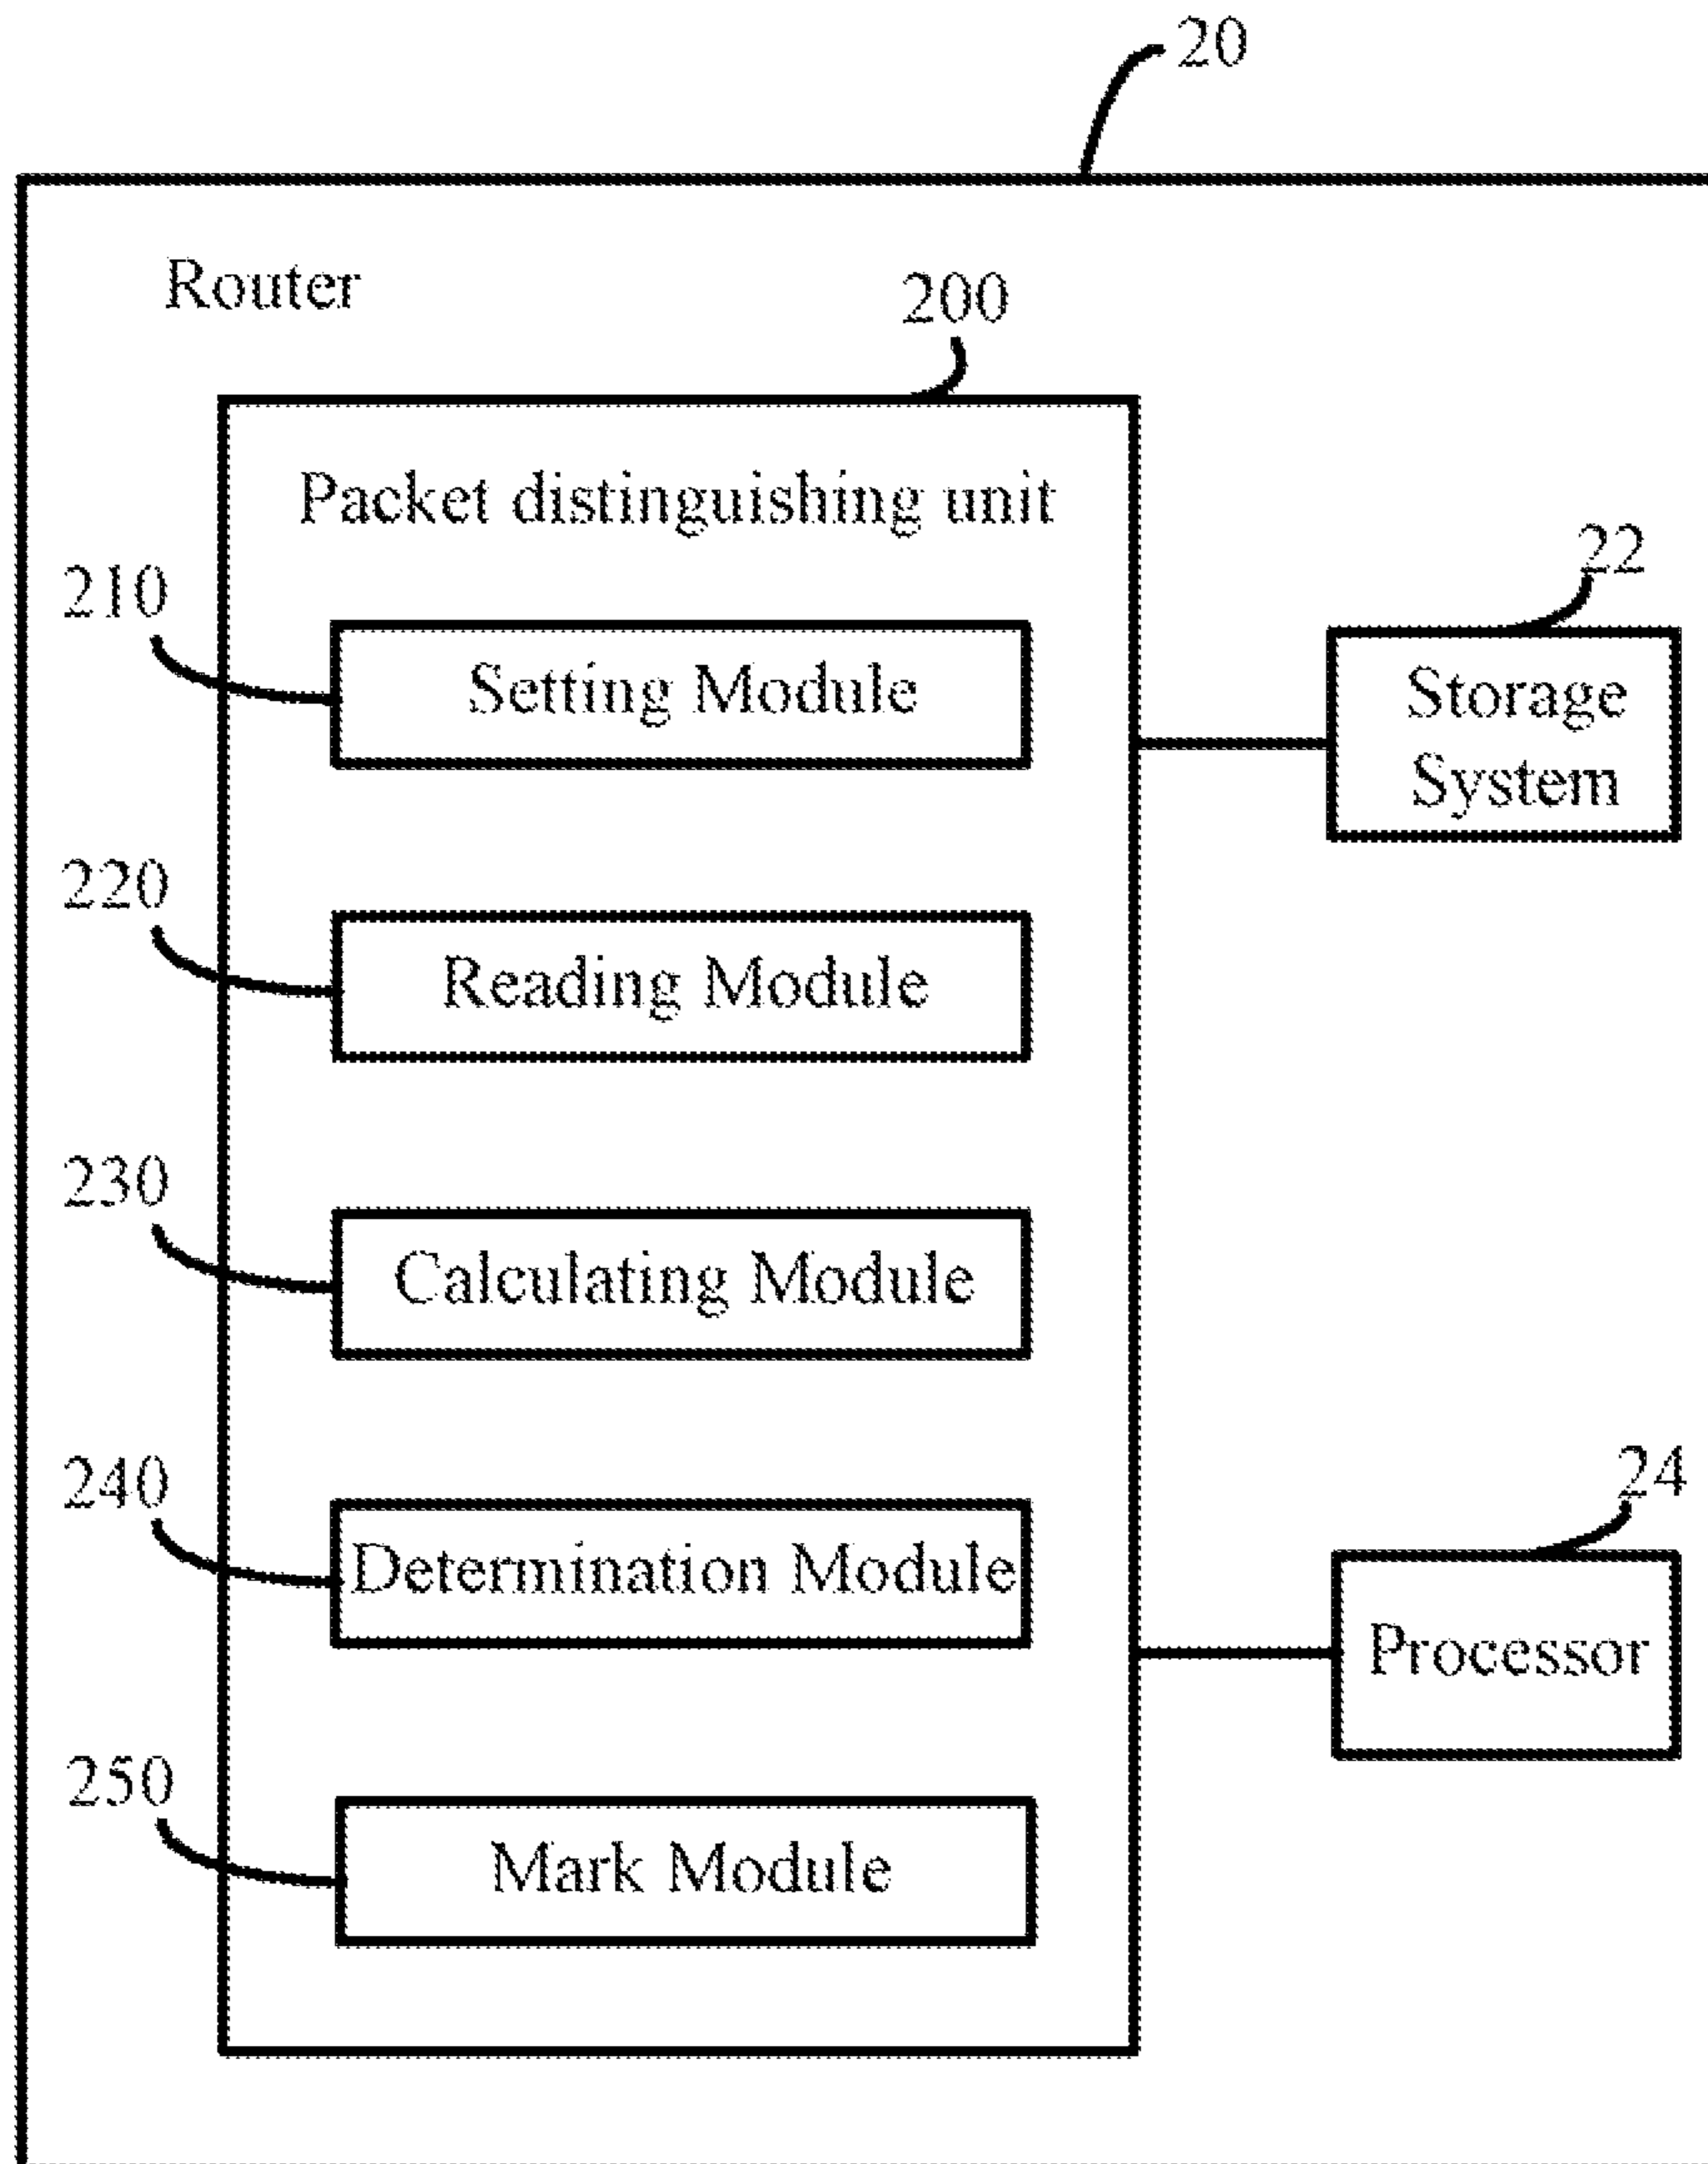 20
Router
200
Packet distinguishing unit
210
Setting Module
22
Storage
System
220
Reading Module
230
Calculating Module
240
Determination Module
24
Processor
250
Mark Module